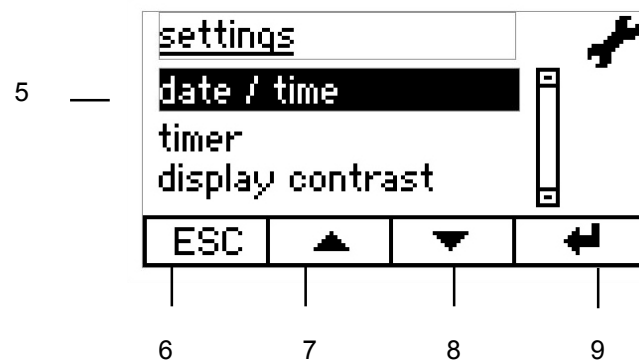 settings
5
date / time
timer
display contrast
ESC
6 7 8 9